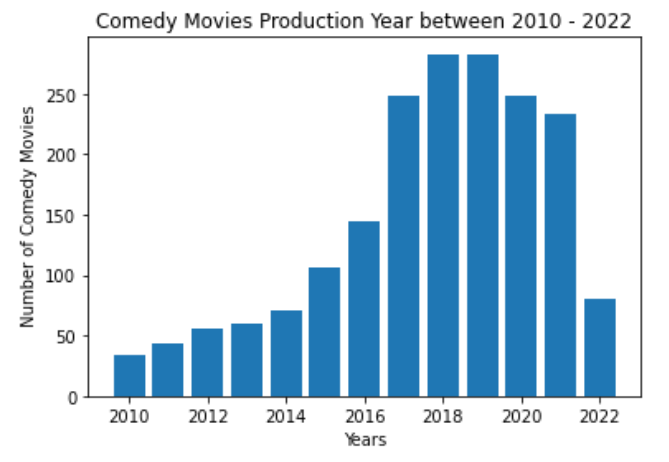 Comedy Movies Production Year between 2010 - 2022
Number of Comedy Movies
250
200
150
100
50
0
2010 2012 2014 2016 2018 2020 2022
Years